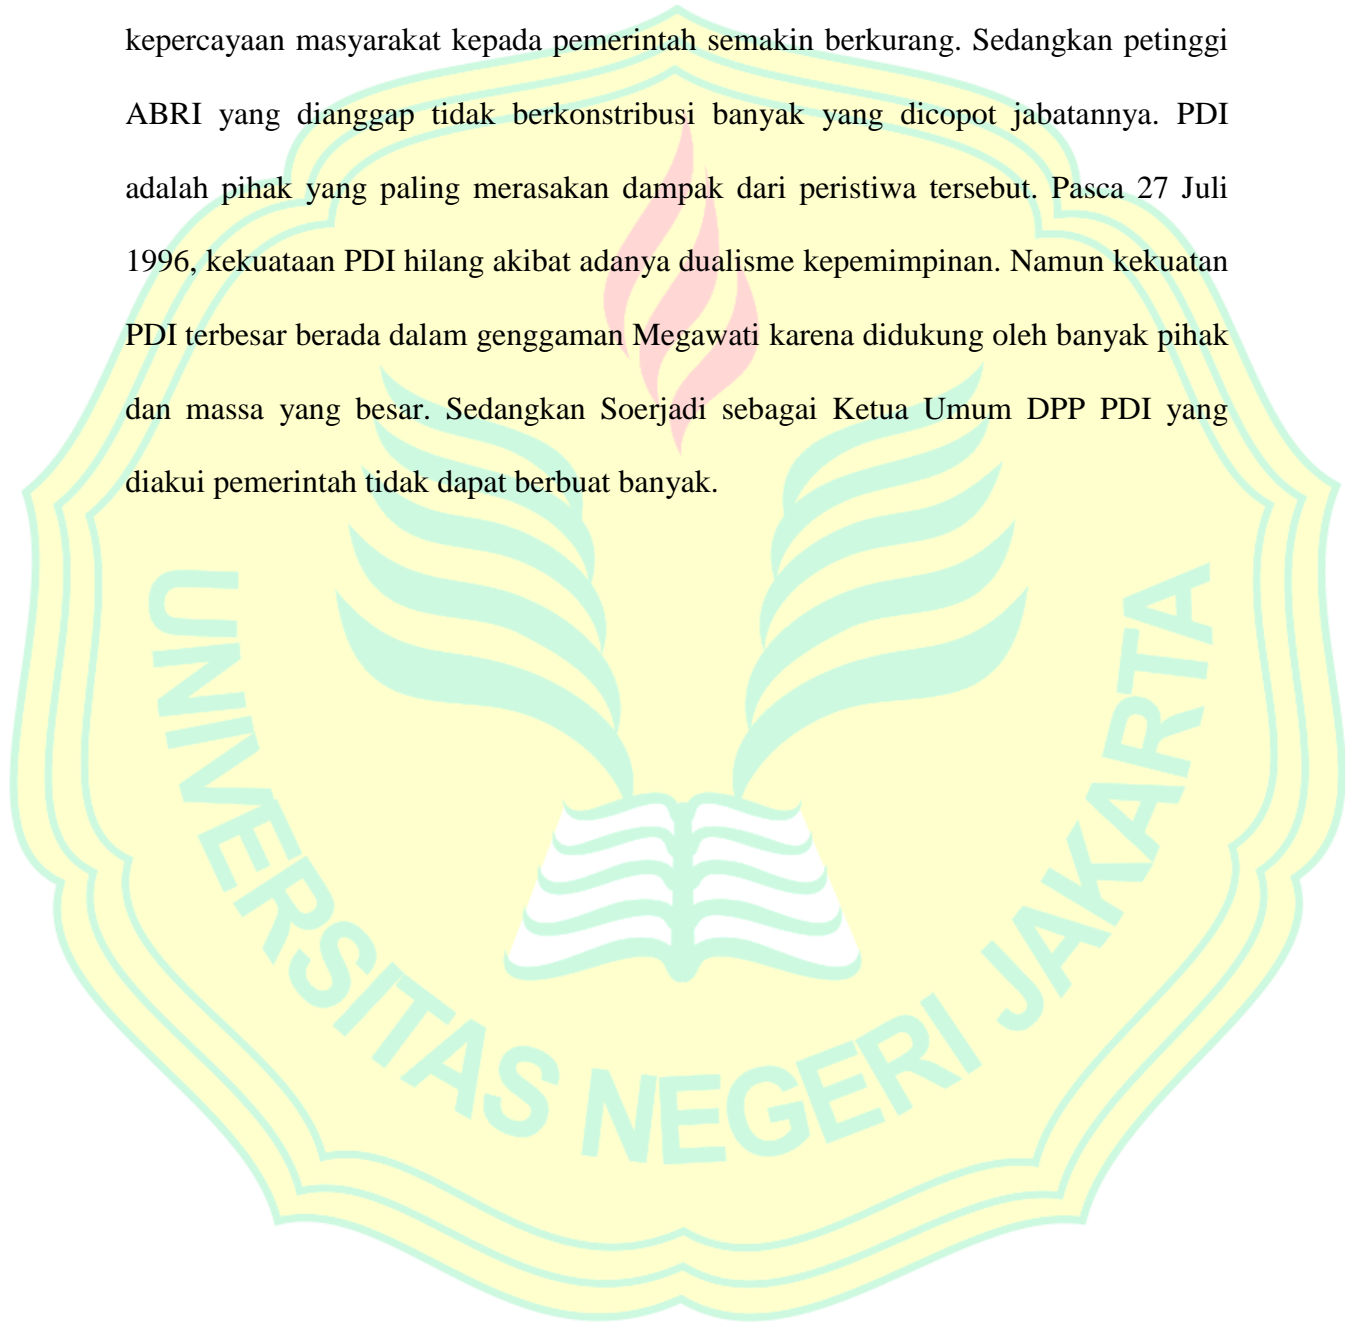 kepercayaan masyarakat kepada pemerintah semakin berkurang. Sedangkan petinggi
ABRI yang dianggap tidak berkonstribusi banyak yang dicopot jabatannya. PDI
adalah pihak yang paling merasakan dampak dari peristiwa tersebut. Pasca 27 Juli
1996, kekuataan PDI hilang akibat adanya dualisme kepemimpinan. Namun kekuatan
PDI terbesar berada dalam genggaman Megawati karena didukung oleh banyak pihak
dan massa yang besar. Sedangkan Soerjadi sebagai Ketua Umum DPP PDI yang
diakui pemerintah tidak dapat berbuat banyak.
UNIVERSITAS NEGERI JAKARTA